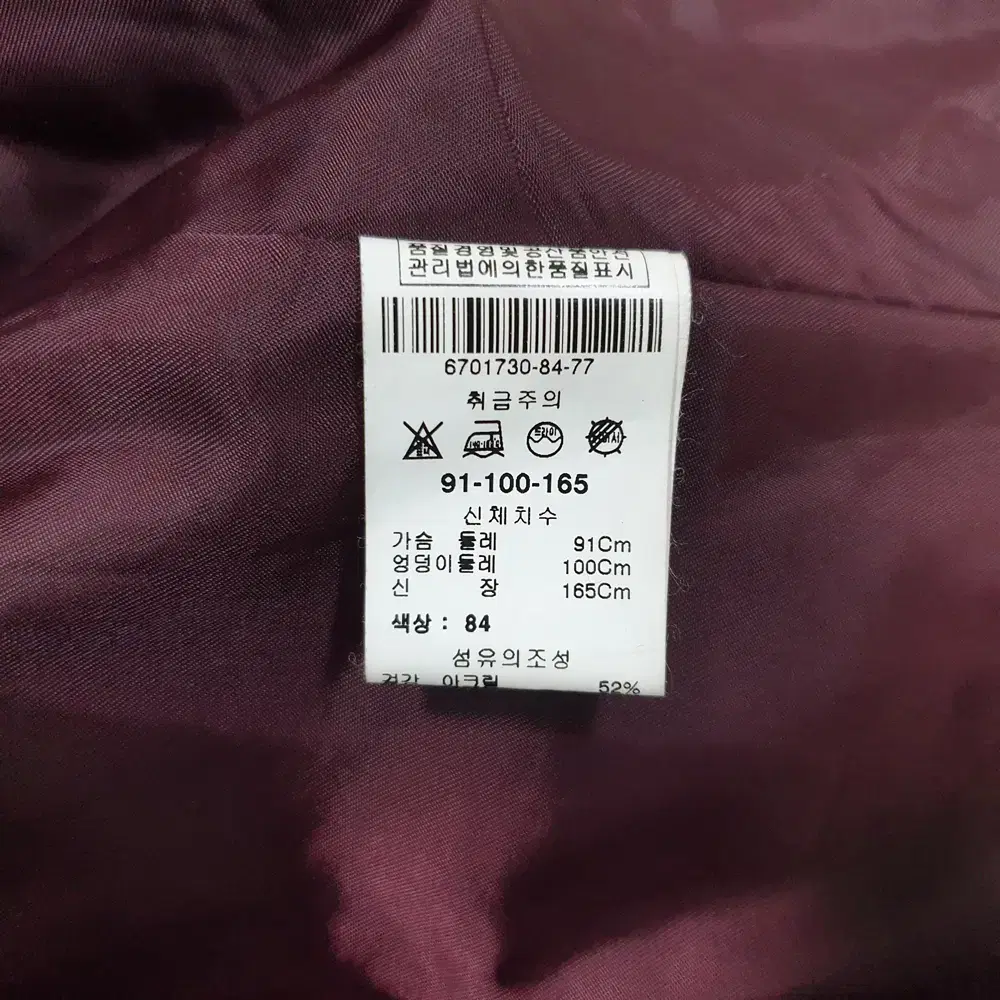 품질경영및공산품안전
관리법에의한품질표시
6701730-84-77
취급주의
드라이
91-100-165
신체치수
가슴 둘레 91Cm
엉덩이둘레 100Cm
신 장 165Cm
색상 : 84
섬유의조성
겉감 아크릴 52%